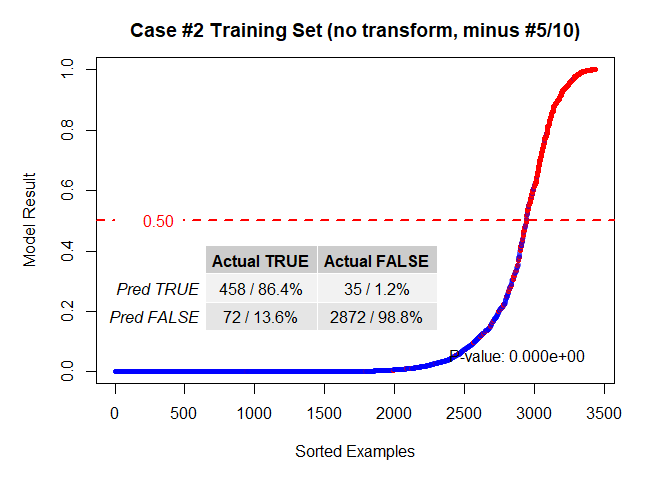 Case #2 Training Set (no transform, minus #5/10)
Model Result
1.0
0.8
0.6
0.4
0.2
0.0
0.50
Actual TRUE Actual FALSE
Pred TRUE 458 / 86.4% 35 / 1.2%
Pred FALSE 72 / 13.6% 2872 / 98.8%
P-value: 0.000e+00
0 500 1000 1500 2000 2500 3000 3500
Sorted Examples